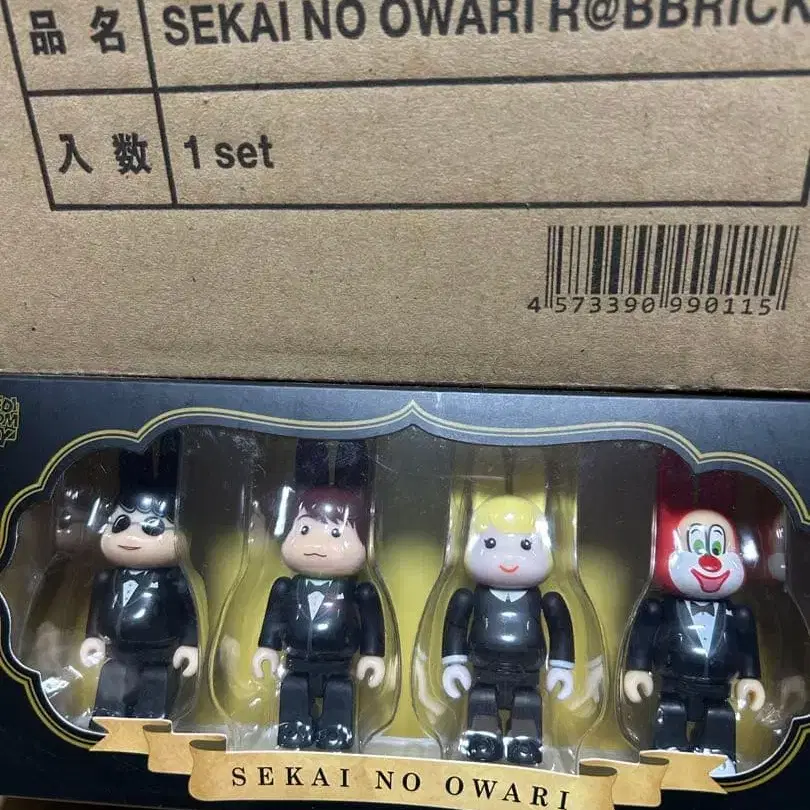 品名 SEKAI NO OWARI R@BBRICK
入数 1 set
4 573390 990115
SEKAI NO OWARI